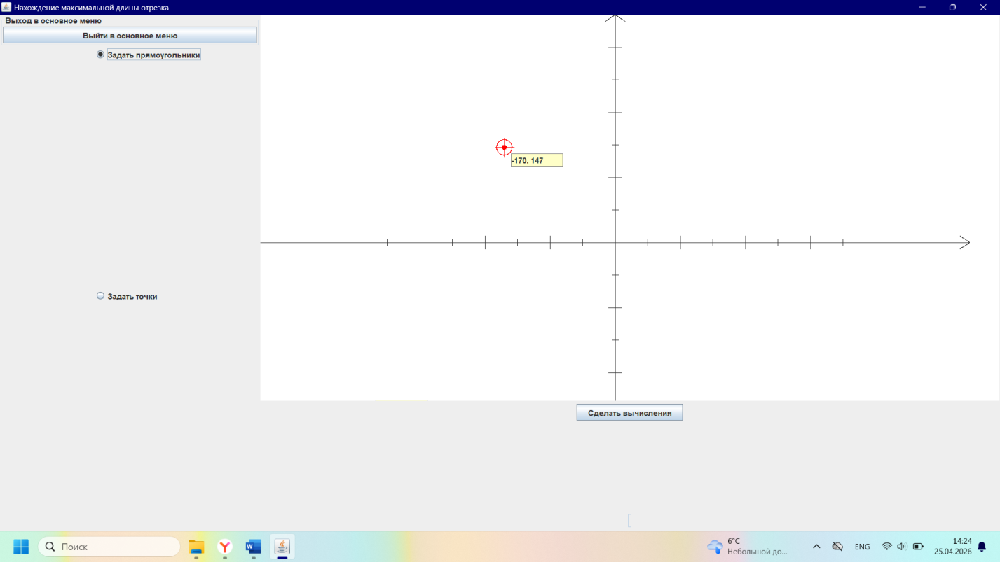 Нахождение максимальной длины отрезка
Выход в основное меню
Выйти в основное меню
Задать прямоугольники
-170, 147
Задать точки
Сделать вычисления
Поиск
6°C
Небольшой до...
ENG
14:24
25.04.2026